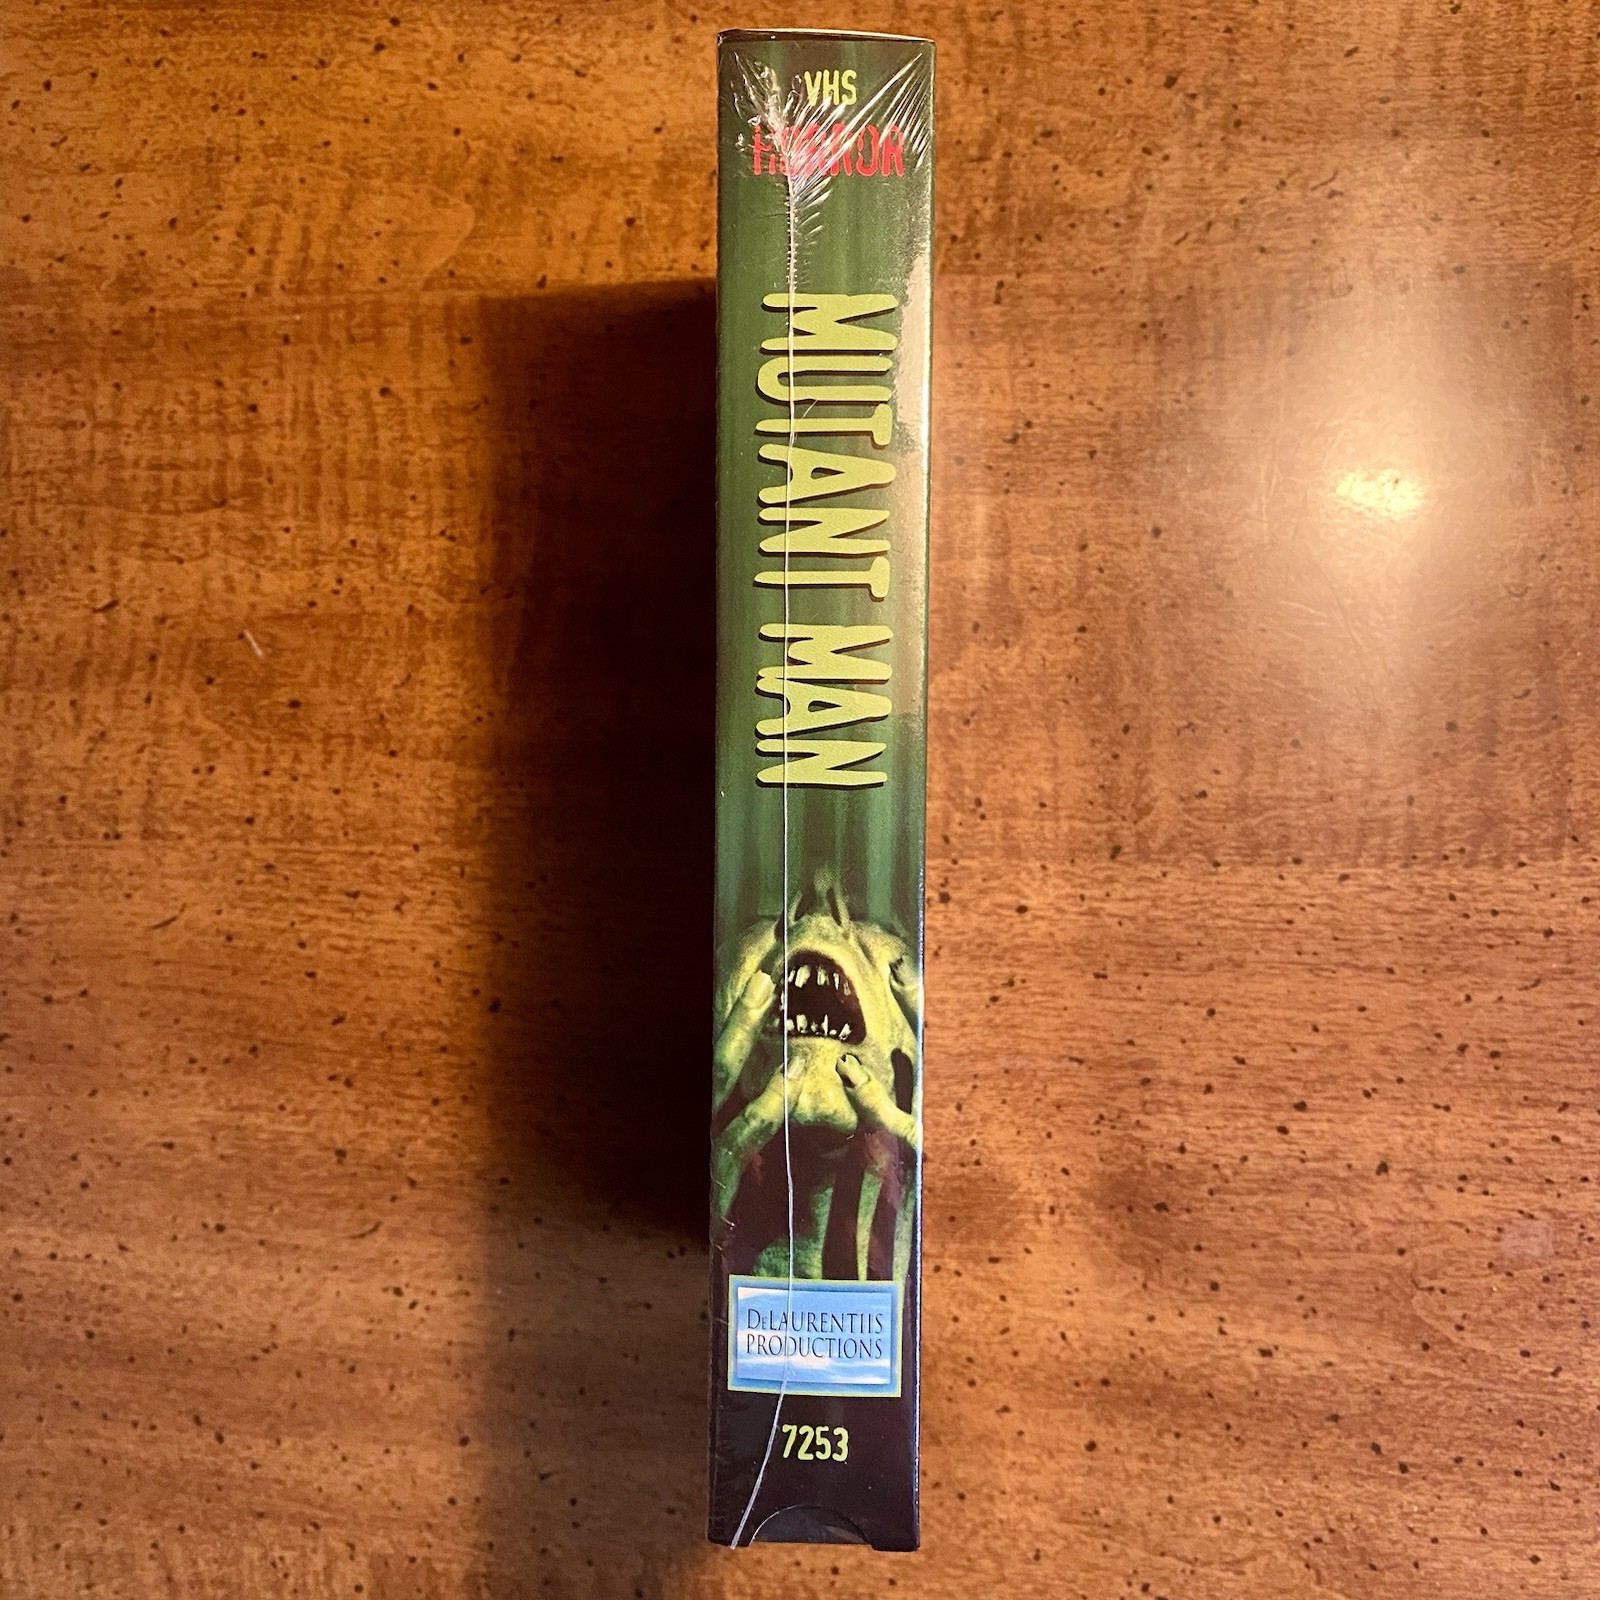 VHS
HORROR
MUTANT MAN
DeLAURENTIIS
PRODUCTIONS
7253